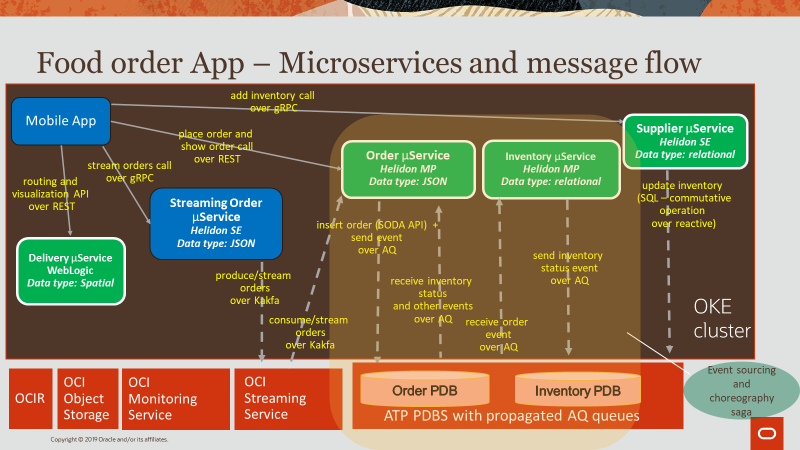 Food order App – Microservices and message flow
add inventory call
over gRPC
Mobile App
place order and
show order call
over REST
Supplier µService
Helidon SE
Data type: relational
Order µService
Helidon MP
Data type: JSON
Inventory µService
Helidon MP
Data type: relational
stream orders call
over gRPC
routing and
visualization API
over REST
Streaming Order
µService
Helidon SE
Data type: JSON
update inventory
(SQL – commutative
operation
over reactive)
insert order (SODA API) +
send event
over AQ
Delivery µService
WebLogic
Data type: Spatial
send inventory
status event
over AQ
produce/stream
orders
over Kakfa
receive inventory
status
and other events
over AQ
consume/stream
orders
over Kakfa
receive order
event
over AQ
OKE
cluster
OCIR
OCI
Object
Storage
OCI
Monitoring
Service
OCI
Streaming
Service
Order PDB
Inventory PDB
ATP PDBS with propagated AQ queues
Event sourcing
and
choreography
saga
Copyright © 2019 Oracle and/or its affiliates.